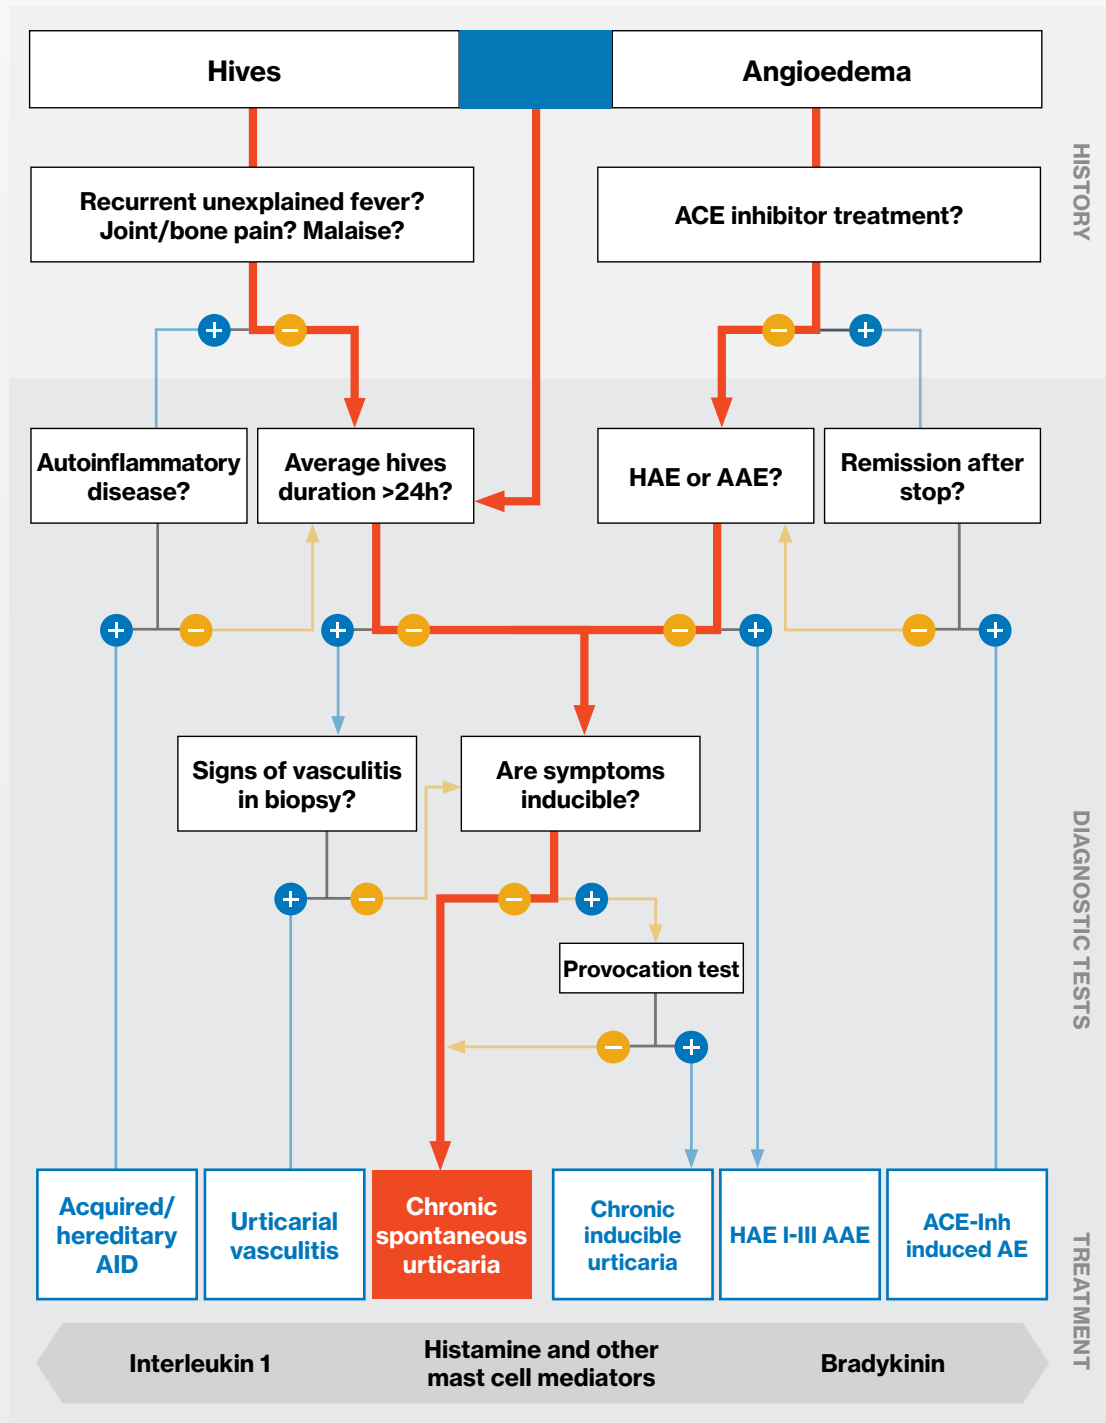 Hives
Angioedema
HISTORY
Recurrent unexplained fever?
Joint/bone pain? Malaise?
ACE inhibitor treatment?
+
−
−
+
Autoinflammatory
disease?
Average hives
duration >24h?
HAE or AAE?
Remission after
stop?
+
−
+
−
−
+
−
+
Signs of vasculitis
in biopsy?
Are symptoms
inducible?
DIAGNOSTIC TESTS
+
−
−
+
Provocation test
−
+
Acquired/
hereditary
AID
Urticarial
vasculitis
Chronic
spontaneous
urticaria
Chronic
inducible
urticaria
HAE I-III AAE
ACE-Inh
induced AE
TREATMENT
Interleukin 1
Histamine and other
mast cell mediators
Bradykinin